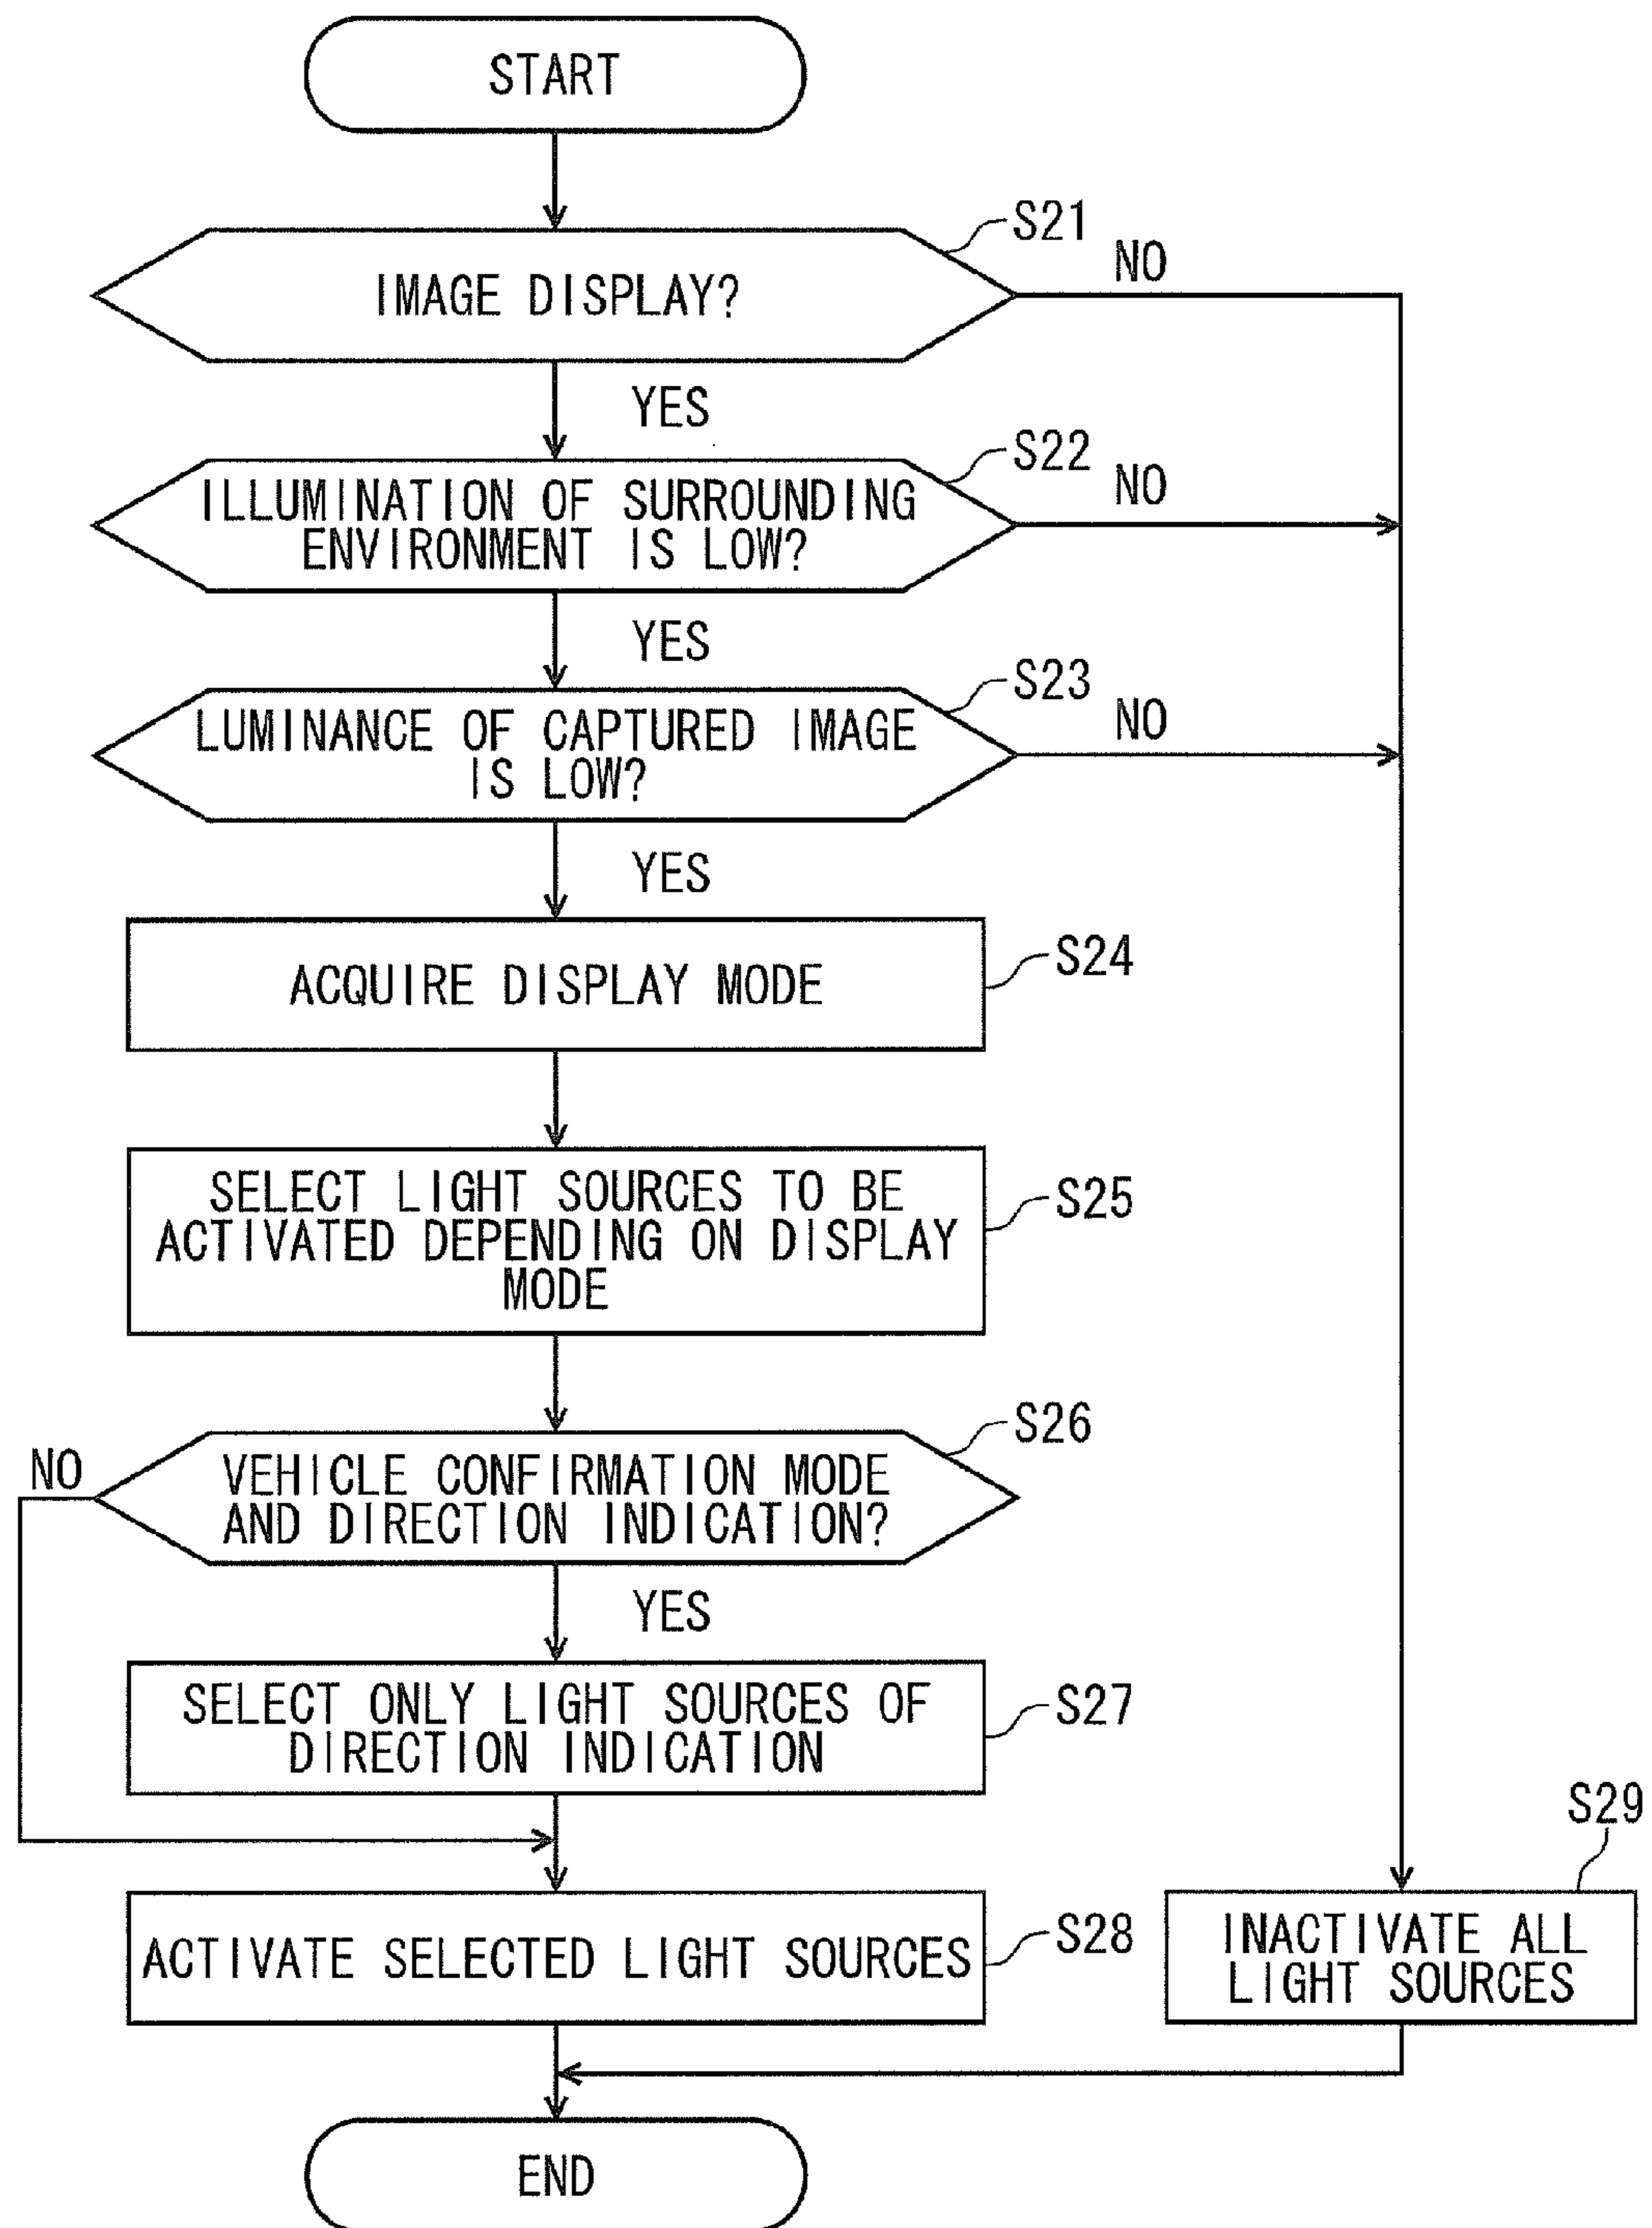 START
S21
IMAGE DISPLAY?
NO
YES
S22
ILLUMINATION OF SURROUNDING
ENVIRONMENT IS LOW?
NO
YES
S23
LUMINANCE OF CAPTURED IMAGE
IS LOW?
NO
YES
S24
ACQUIRE DISPLAY MODE
S25
SELECT LIGHT SOURCES TO BE
ACTIVATED DEPENDING ON DISPLAY
MODE
S26
NO
VEHICLE CONFIRMATION MODE
AND DIRECTION INDICATION?
YES
S27
SELECT ONLY LIGHT SOURCES OF
DIRECTION INDICATION
S28
ACTIVATE SELECTED LIGHT SOURCES
S29
INACTIVATE ALL
LIGHT SOURCES
END